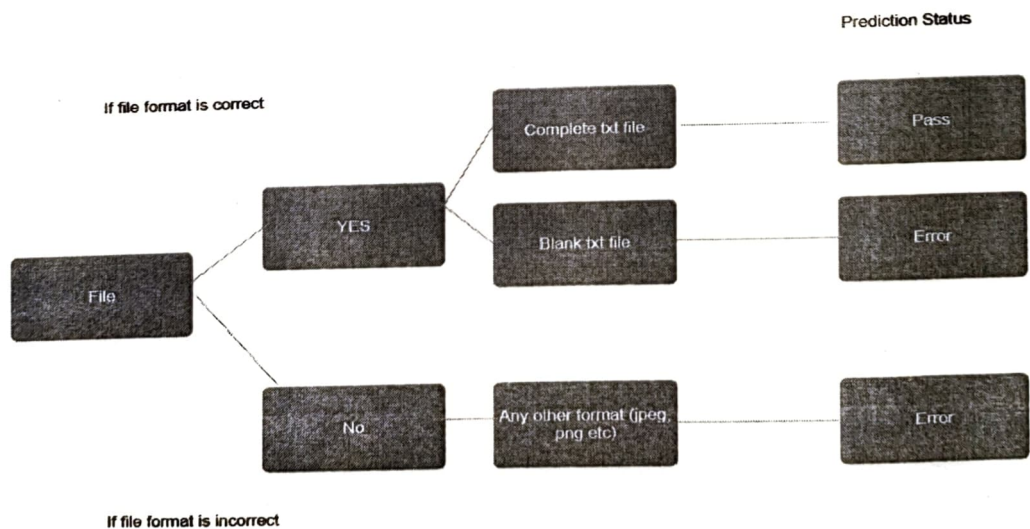 Prediction Status
If file format is correct
Complete txt file
Pass
YES
Blank txt file
Error
File
No
Any other format (jpeg,
png etc)
Error
If file format is incorrect